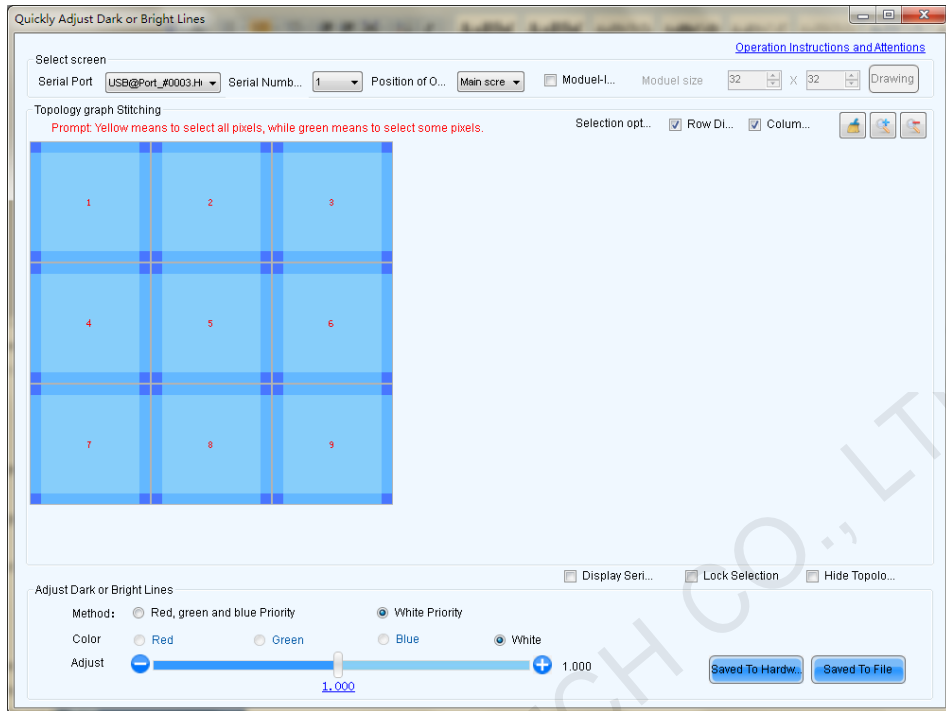 Quickly Adjust Dark or Bright Lines
Operation Instructions and Attentions
Select screen
Serial Port USB@Port_#0003.H Serial Numb... 1 Position of O... Main scre Moduel-I... Moduel size 32 X 32 Drawing
Topology graph Stitching
Prompt: Yellow means to select all pixels, while green means to select some pixels. Selection opt... Row Di... Colum...
1 2 3
4 5 6
7 8 9
Display Seri... Lock Selection Hide Topolo...
Adjust Dark or Bright Lines
Method: Red, green and blue Priority White Priority
Color Red Green Blue White
Adjust 1.000 Saved To Hardw... Saved To File
1.000
CH CO., LT